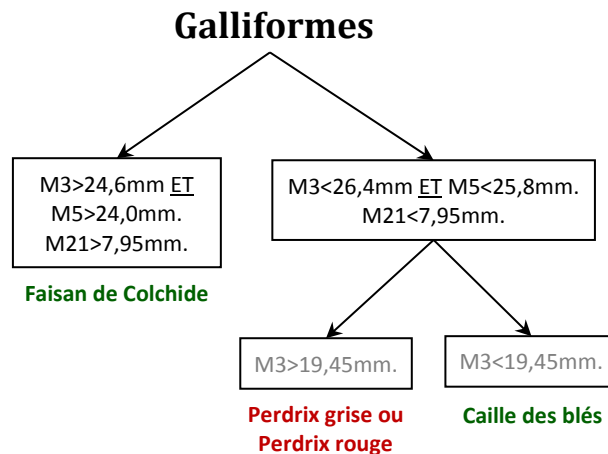 Galliformes
M3>24,6mm ET
M5>24,0mm.
M21>7,95mm.
Faisan de Colchide
M3<26,4mm ET M5<25,8mm.
M21<7,95mm.
M3>19,45mm.
Perdrix grise ou
Perdrix rouge
M3<19,45mm.
Caille des blés